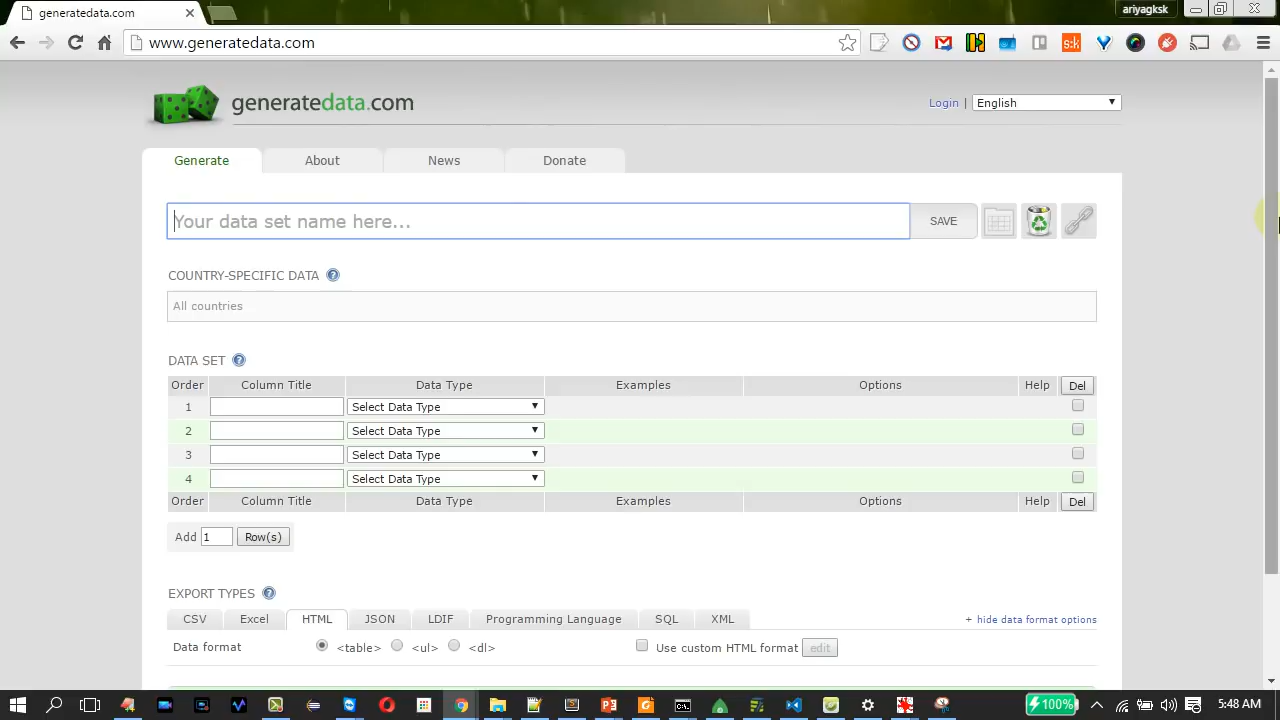 generatedata.com
ariyagksk
www.generatedata.com
generatedata.com
Login | English
Generate About News Donate
Your data set name here...
SAVE
COUNTRY-SPECIFIC DATA ?
All countries
DATA SET ?
Order Column Title Data Type Examples Options Help Del
1 Select Data Type
2 Select Data Type
3 Select Data Type
4 Select Data Type
Order Column Title Data Type Examples Options Help Del
Add 1 Row(s)
EXPORT TYPES ?
CSV Excel HTML JSON LDIF Programming Language SQL XML + hide data format options
Data format <table> <ul> <dl> Use custom HTML format edit
100% 5:48 AM